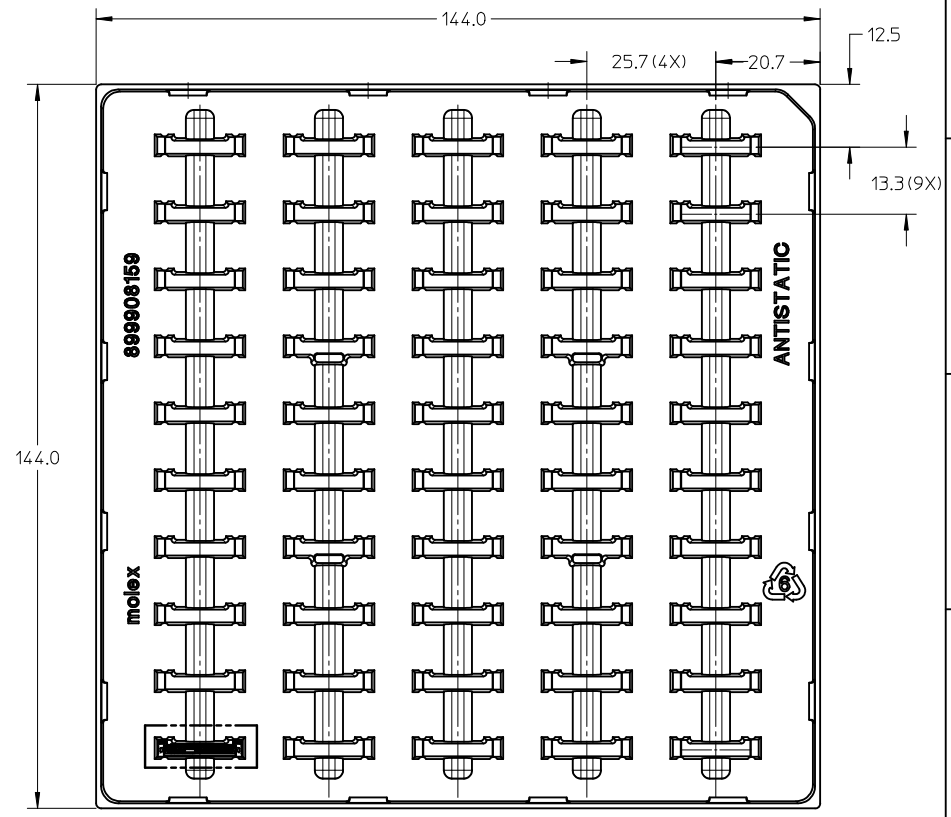 144.0
12.5
25.7 (4X)
20.7
13.3 (9X)
899908159
ANTISTATIC
144.0
molex
6